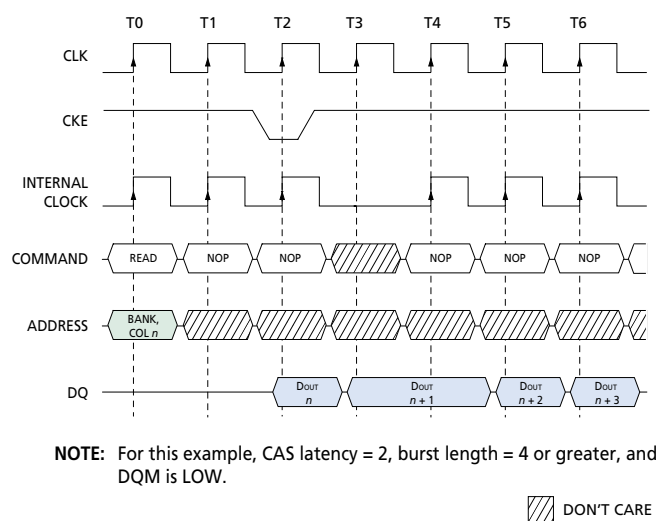 T0 T1 T2 T3 T4 T5 T6
CLK
CKE
INTERNAL
CLOCK
COMMAND READ NOP NOP NOP NOP NOP
ADDRESS BANK,
COL n
DQ DOUT DOUT DOUT DOUT
n n + 1 n + 2 n + 3
NOTE: For this example, CAS latency = 2, burst length = 4 or greater, and
DQM is LOW.
DON'T CARE